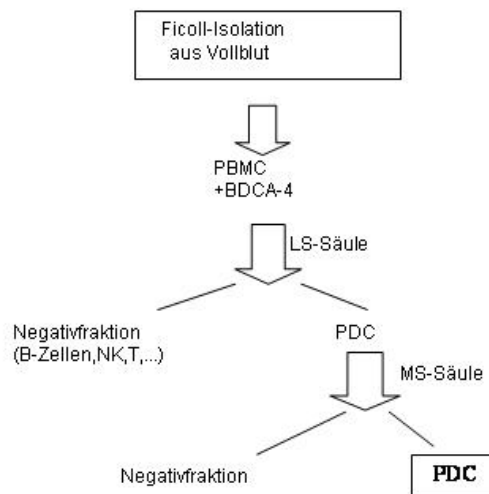 Ficoll-Isolation
aus Vollblut
PBMC
+BDCA-4
LS-Säule
Negativfraktion
(B-Zellen,NK,T,...)
PDC
MS-Säule
Negativfraktion
PDC